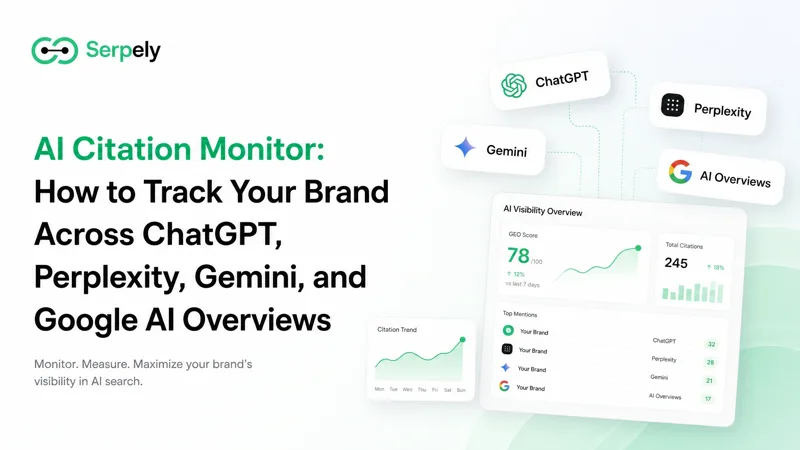 Serpely
AI Citation Monitor:
How to Track Your Brand
Across ChatGPT,
Perplexity, Gemini, and
Google AI Overviews
Monitor. Measure. Maximize your brand's
visibility in AI search.
ChatGPT
Perplexity
Gemini
AI Overviews
AI Visibility Overview
GEO Score
78 /100
↑ 12%
vs last 7 days
Total Citations
245 ↑ 18%
Top Mentions
Your Brand ChatGPT 32
Your Brand Perplexity 28
Your Brand Gemini 21
Your Brand AI Overviews 17
Citation Trend
Mon Tue Wed Thu Fri Sat Sun